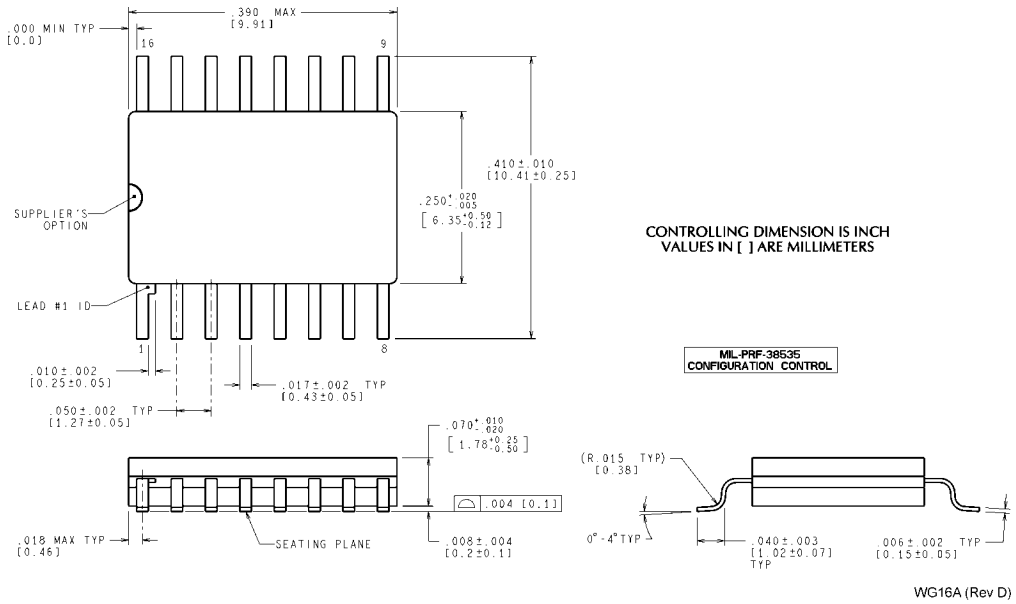 .390 MAX
[9.91]
.000 MIN TYP
[0.0]
16
9
.410±.010
[10.41±0.25]
.250+.020
-.005
[6.35+0.50
-0.12]
SUPPLIER'S
OPTION
CONTROLLING DIMENSION IS INCH
VALUES IN [ ] ARE MILLIMETERS
LEAD #1 ID
1
8
MIL-PRF-38535
CONFIGURATION CONTROL
.010±.002
[0.25±0.05]
.017±.002 TYP
[0.43±0.05]
.050±.002 TYP
[1.27±0.05]
.070+.010
-.020
[1.78+0.25
-0.50]
(R.015 TYP)
[0.38]
.004 [0.1]
.018 MAX TYP
[0.46]
SEATING PLANE
.008±.004
[0.2±0.1]
0°-4° TYP
.040±.003
[1.02±0.07]
TYP
.006±.002 TYP
[0.15±0.05]
WG16A (Rev D)